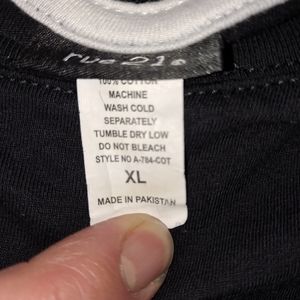 rue21®
100% COTTON
MACHINE
WASH COLD
SEPARATELY
TUMBLE DRY LOW
DO NOT BLEACH
STYLE NO A-784-COT
XL
MADE IN PAKISTAN